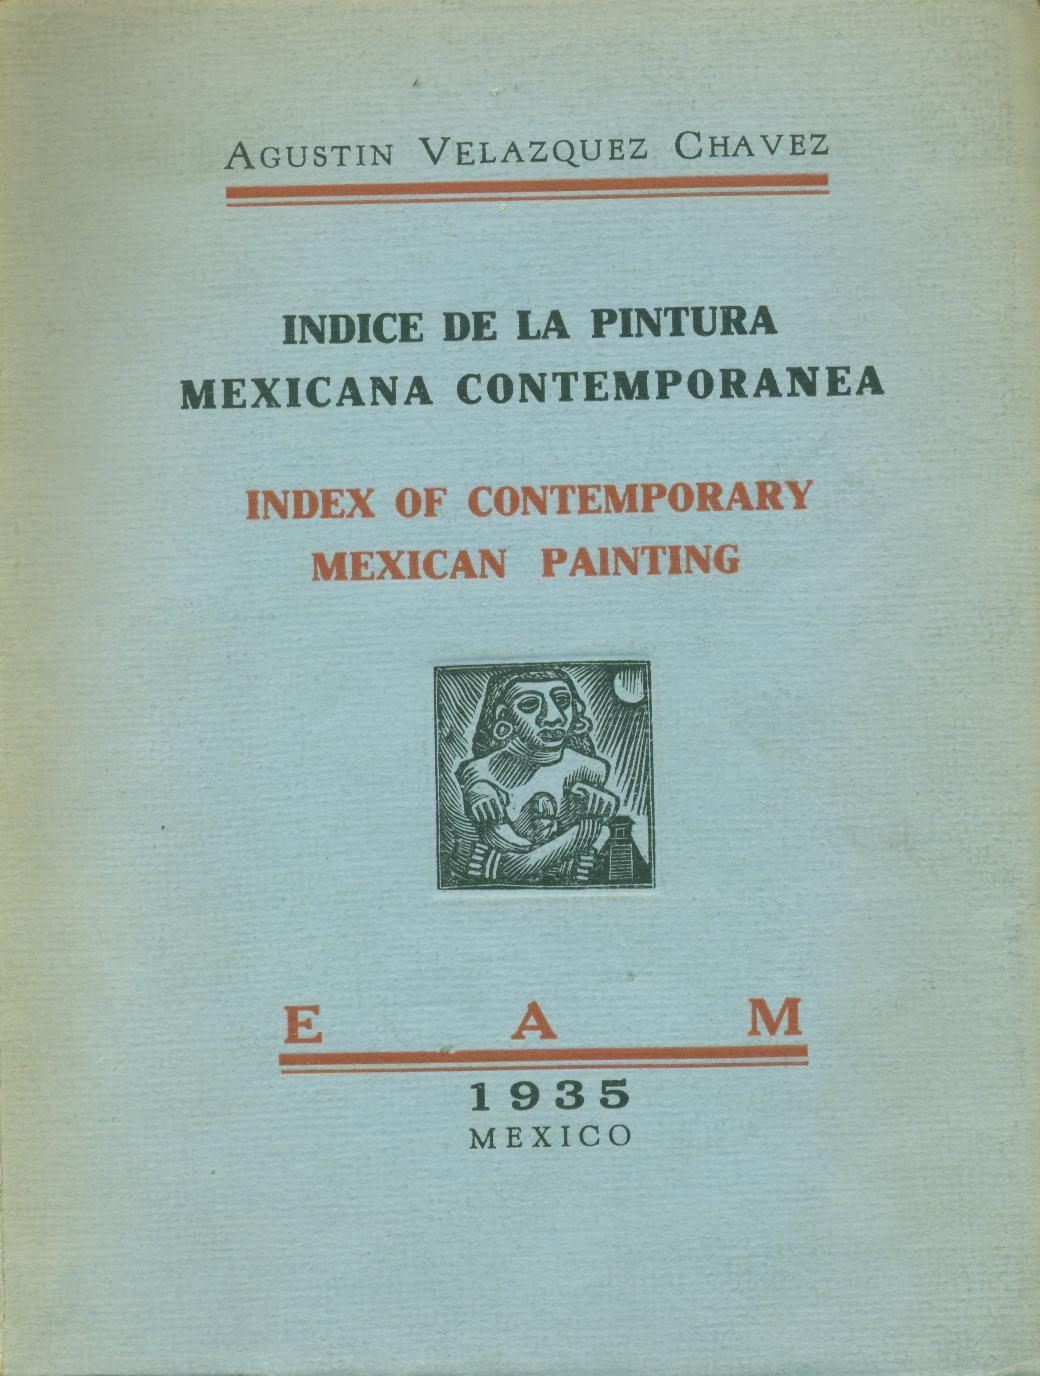 AGUSTIN VELAZQUEZ CHAVEZ
INDICE DE LA PINTURA
MEXICANA CONTEMPORANEA
INDEX OF CONTEMPORARY
MEXICAN PAINTING
E A M
1935
MEXICO